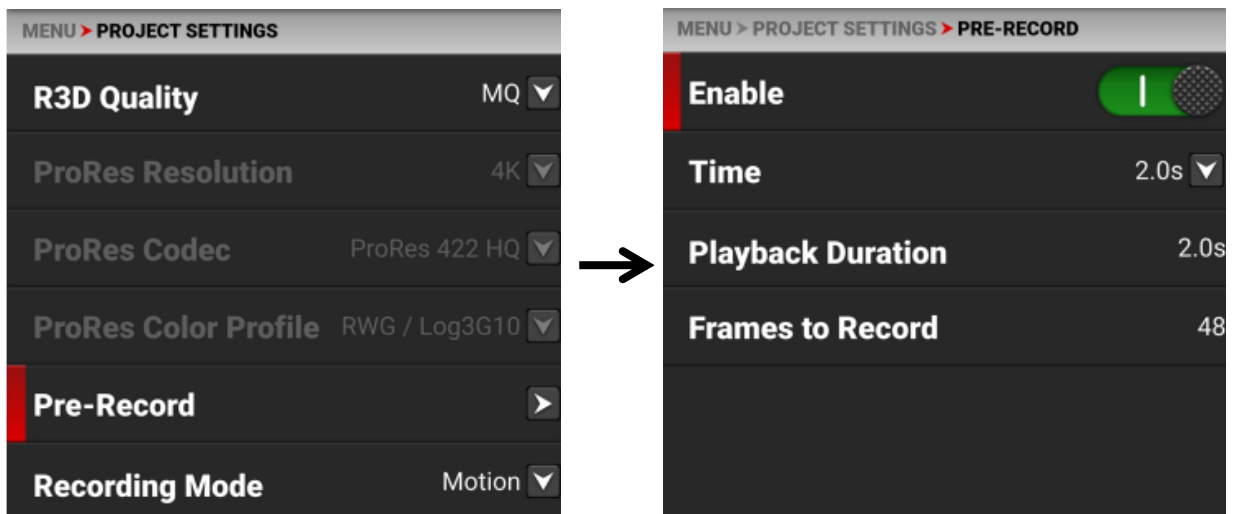 MENU > PROJECT SETTINGS
R3D Quality MQ
ProRes Resolution 4K
ProRes Codec ProRes 422 HQ
ProRes Color Profile RWG / Log3G10
Pre-Record
Recording Mode Motion
MENU > PROJECT SETTINGS > PRE-RECORD
Enable
Time 2.0s
Playback Duration 2.0s
Frames to Record 48